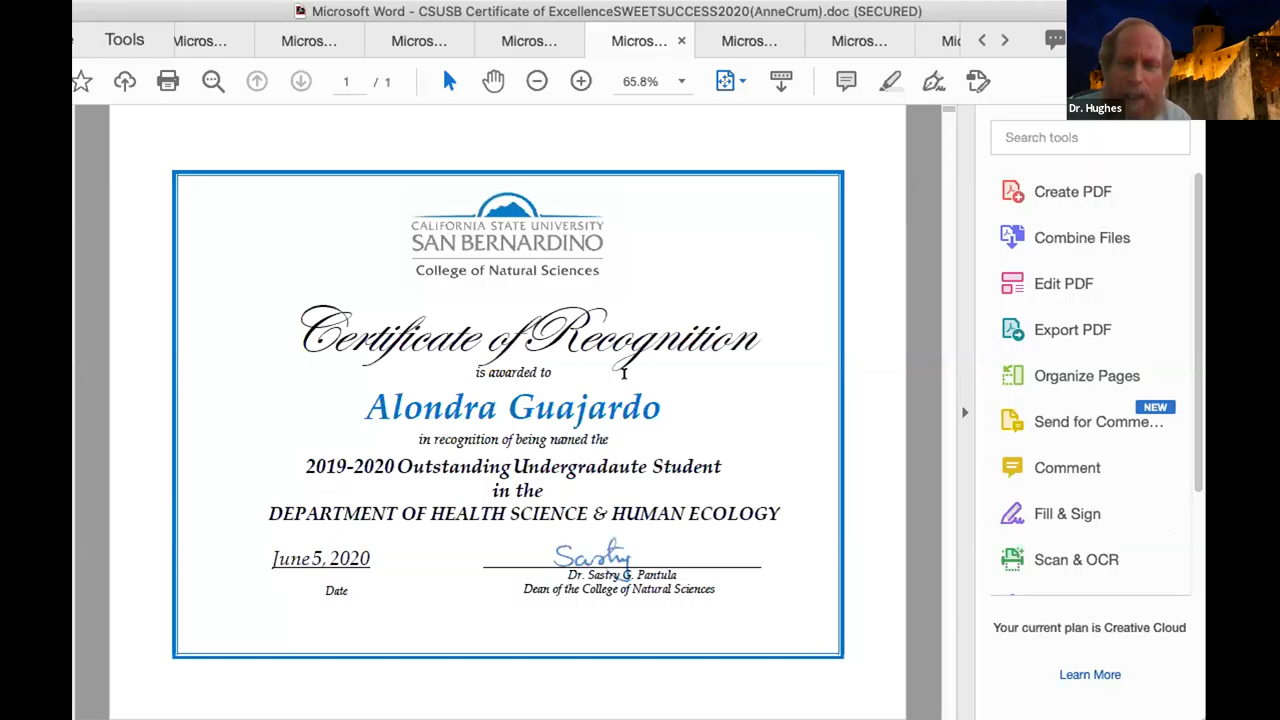 Microsoft Word - CSUSB Certificate of ExcellenceSWEETSUCCESS2020(AnneCrum).doc (SECURED)
Tools
Micros...
Micros...
Micros...
Micros...
Micros... ×
Micros...
Micros...
Mi
1 / 1
65.8%
Dr. Hughes
Search tools
Create PDF
Combine Files
Edit PDF
Export PDF
Organize Pages
NEW
Send for Comme...
Comment
Fill & Sign
Scan & OCR
Your current plan is Creative Cloud
Learn More
CALIFORNIA STATE UNIVERSITY
SAN BERNARDINO
College of Natural Sciences
Certificate of Recognition
is awarded to
Alondra Guajardo
in recognition of being named the
2019-2020 Outstanding Undergradaute Student
in the
DEPARTMENT OF HEALTH SCIENCE & HUMAN ECOLOGY
June 5, 2020
Sastry
Dr. Sastry G. Pantula
Date
Dean of the College of Natural Sciences